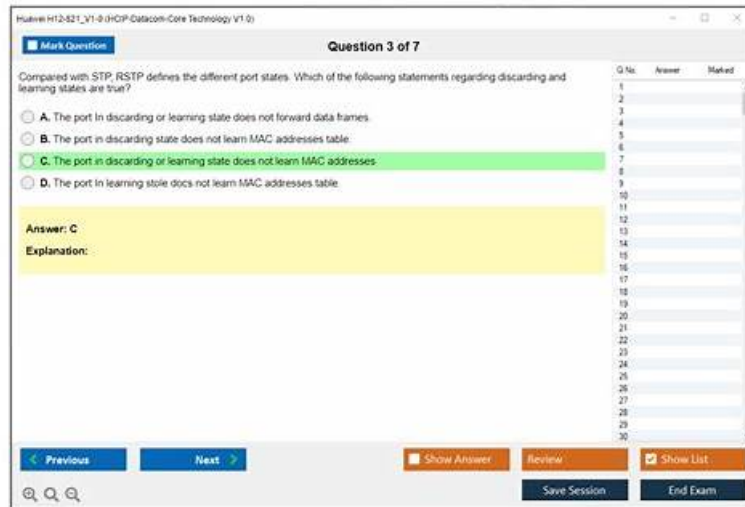 Huawei H12-821_V1-0 (HCIP-Datacom-Core Technology V1.0)
Mark Question
Question 3 of 7
Compared with STP, RSTP defines the different port states. Which of the following statements regarding discarding and
learning states are true?
A. The port In discarding or learning state does not forward data frames.
B. The port in discarding state does not learn MAC addresses table
C. The port in discarding or learning state does not learn MAC addresses
D. The port In learning stole docs not learn MAC addresses table
Answer: C
Explanation:
Q No. Answer Marked
1
2
3
4
5
6
7
8
9
10
11
12
13
14
15
16
17
18
19
20
21
22
23
24
25
26
27
28
29
30
Previous
Next
Show Answer
Review
Show List
Save Session
End Exam